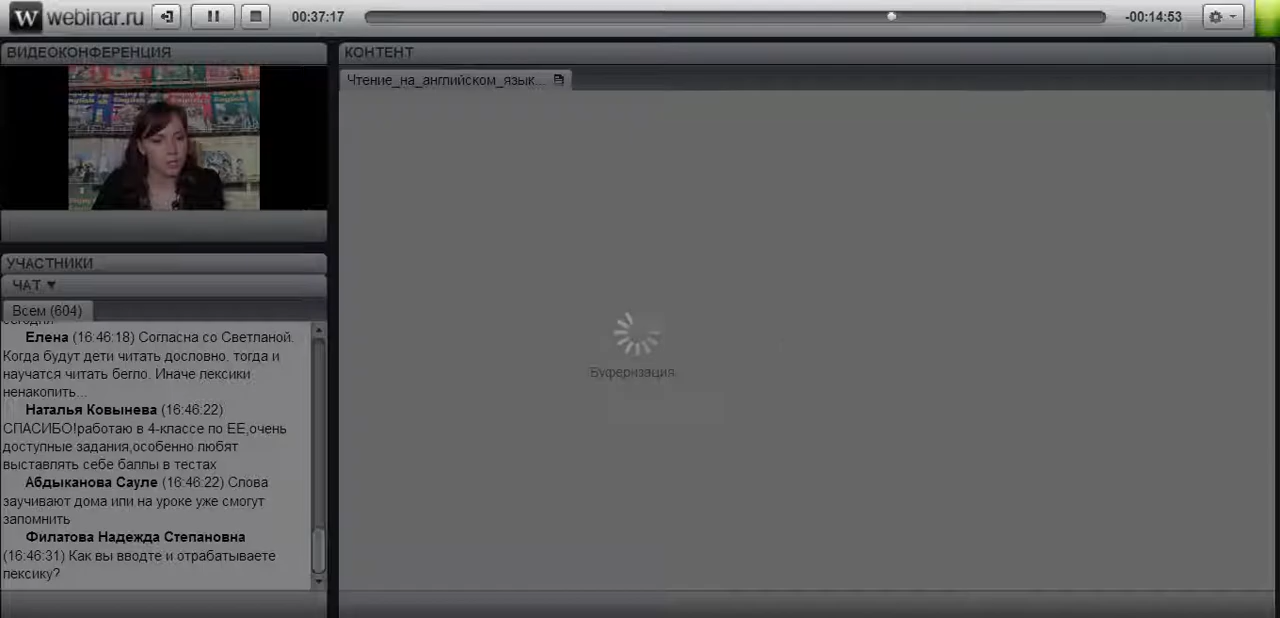 W webinar.ru 00:37:17 -00:14:53
ВИДЕОКОНФЕРЕНЦИЯ
КОНТЕНТ
Чтение_на_английском_язык...
УЧАСТНИКИ
ЧАТ
Всем (604)
сегодня
Елена (16:46:18) Согласна со Светланой.
Когда будут дети читать дословно. тогда и
научатся читать бегло. Иначе лексики
ненакопить...
Наталья Ковынева (16:46:22)
СПАСИБО!работаю в 4-классе по ЕЕ,очень
доступные задания,особенно любят
выставлять себе баллы в тестах
Абдыканова Сауле (16:46:22) Слова
заучивают дома или на уроке уже смогут
запомнить
Филатова Надежда Степановна
(16:46:31) Как вы вводте и отрабатываете
лексику?
Буферизация.